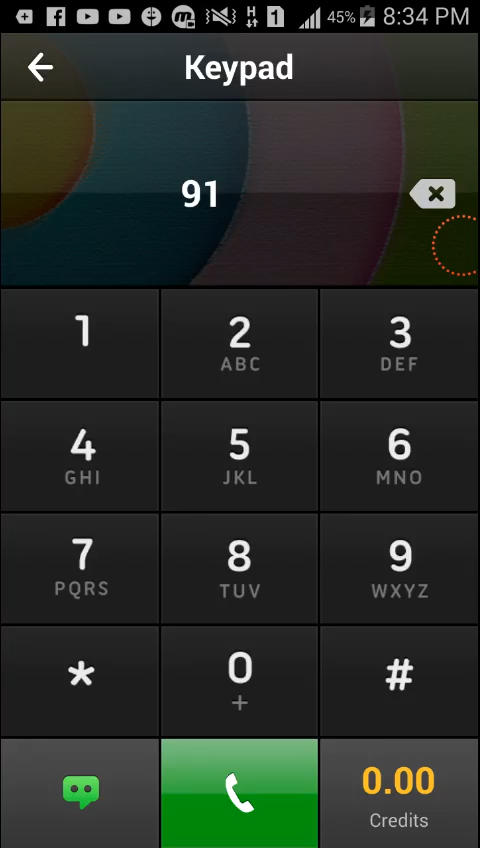 H 1 45% 8:34 PM
Keypad
91
1 2 3
ABC DEF
4 5 6
GHI JKL MNO
7 8 9
PQRS TUV WXYZ
* 0 #
+
0.00
Credits